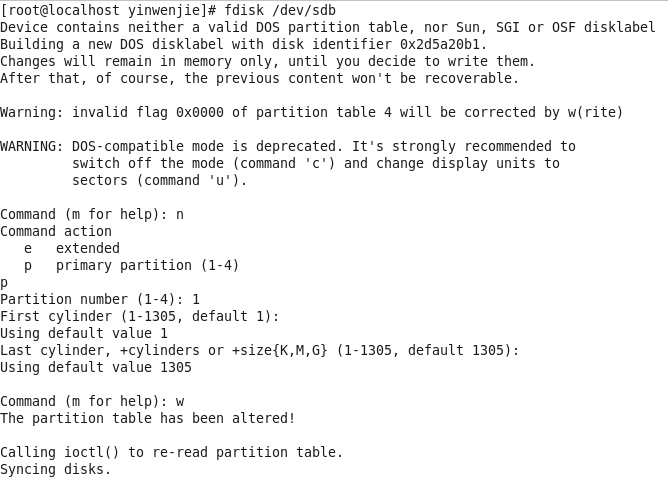 [root@localhost yinwenjie]# fdisk /dev/sdb
Device contains neither a valid DOS partition table, nor Sun, SGI or OSF disklabel
Building a new DOS disklabel with disk identifier 0x2d5a20b1.
Changes will remain in memory only, until you decide to write them.
After that, of course, the previous content won't be recoverable.

Warning: invalid flag 0x0000 of partition table 4 will be corrected by w(rite)

WARNING: DOS-compatible mode is deprecated. It's strongly recommended to
         switch off the mode (command 'c') and change display units to
         sectors (command 'u').

Command (m for help): n
Command action
   e   extended
   p   primary partition (1-4)
p
Partition number (1-4): 1
First cylinder (1-1305, default 1):
Using default value 1
Last cylinder, +cylinders or +size{K,M,G} (1-1305, default 1305):
Using default value 1305

Command (m for help): w
The partition table has been altered!

Calling ioctl() to re-read partition table.
Syncing disks.